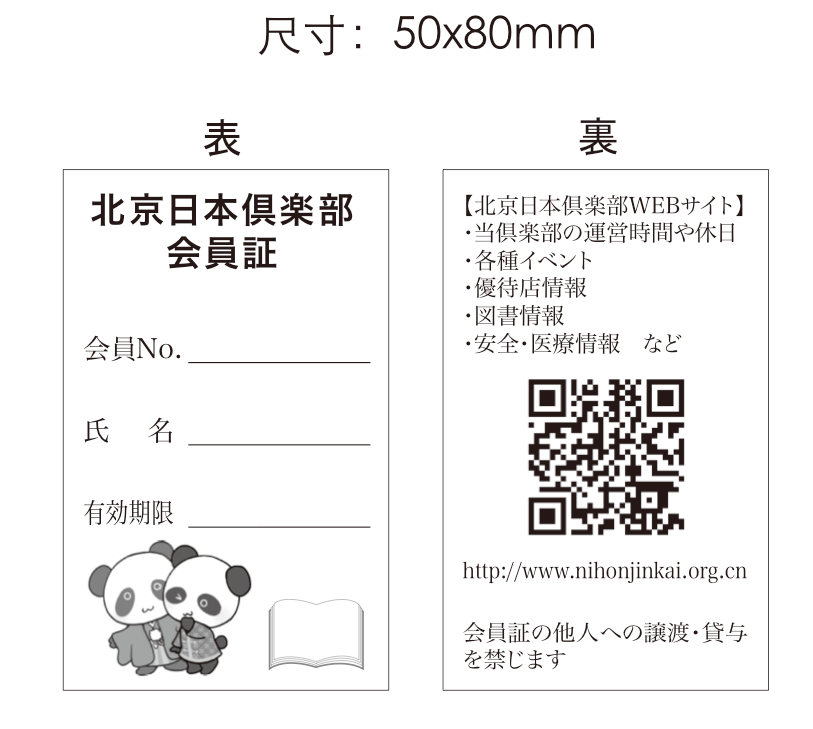 尺寸：50x80mm
表
北京日本倶楽部
会員証
会員No.
氏　名
有効期限
裏
【北京日本倶楽部WEBサイト】
・当倶楽部の運営時間や休日
・各種イベント
・優待店情報
・図書情報
・安全・医療情報　など
http://www.nihonjinkai.org.cn
会員証の他人への譲渡・貸与
を禁じます